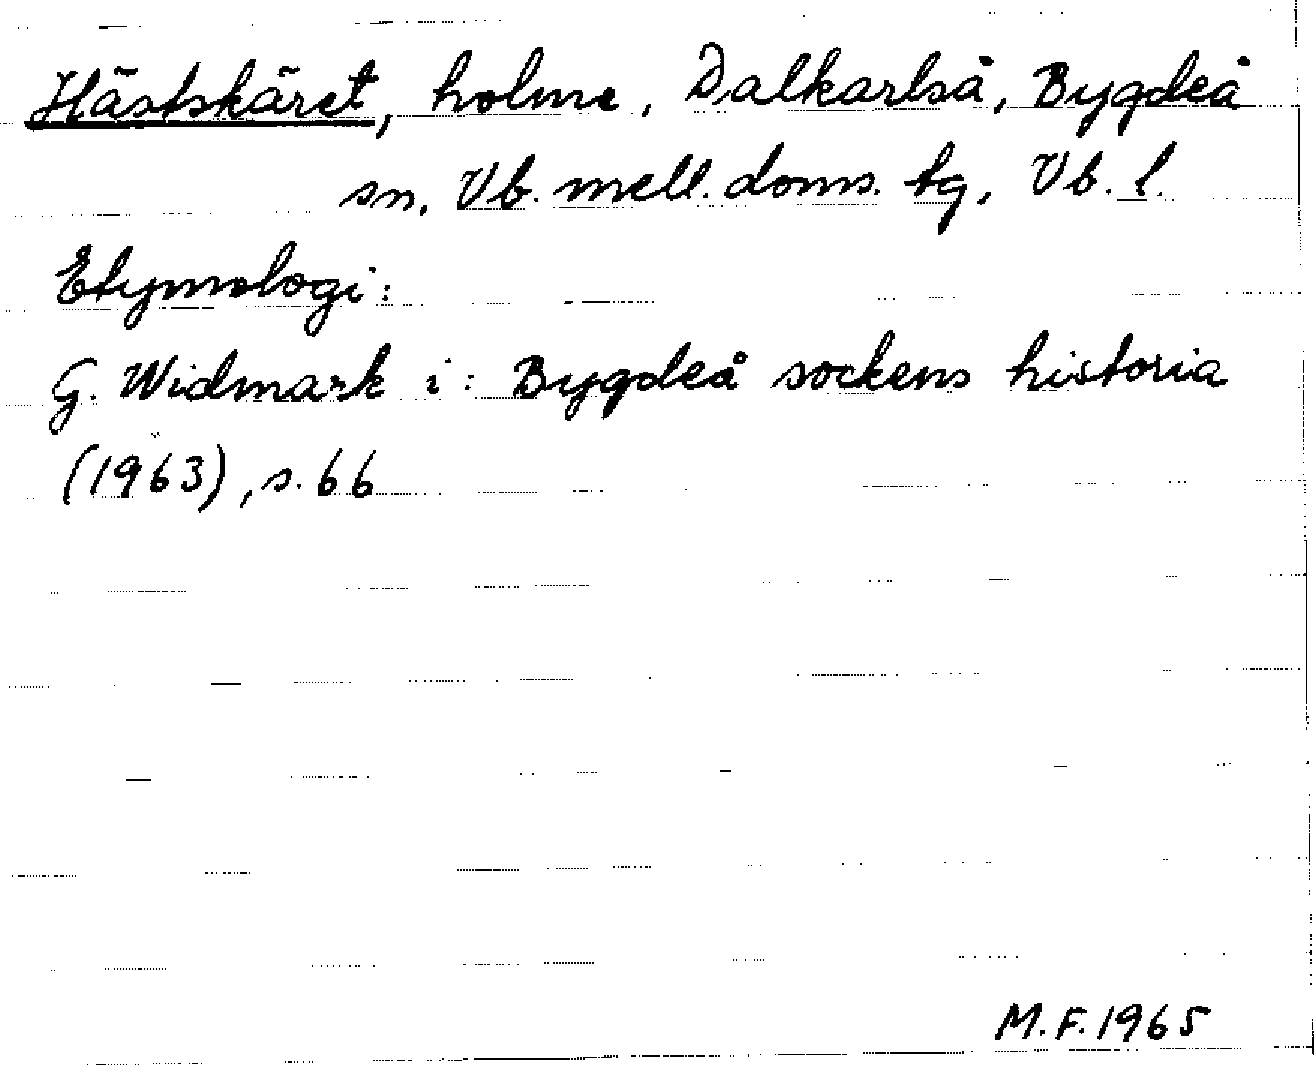 Hästskäret, holme, Dalkarlså, Bygdeå
sn, Vb. mell. doms. tg, Vb. l.
Etymologi:
G. Widmark i: Bygdeå sockens historia
(1963), s. 66
M.F. 1965